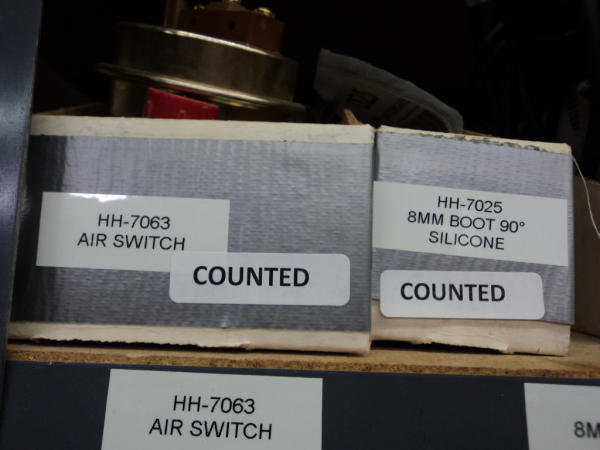 HH-7063
AIR SWITCH
COUNTED
HH-7025
8MM BOOT 90°
SILICONE
COUNTED
HH-7063
AIR SWITCH